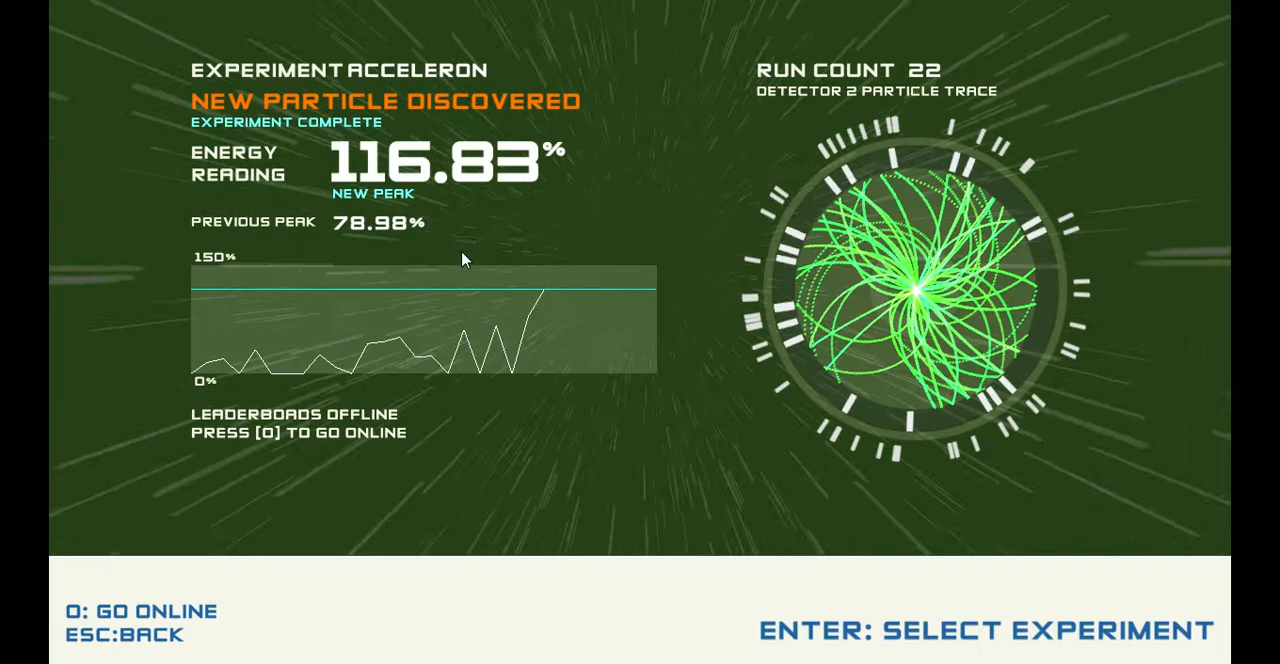 EXPERIMENT ACCELERON
NEW PARTICLE DISCOVERED
EXPERIMENT COMPLETE
ENERGY READING
116.83%
NEW PEAK
PREVIOUS PEAK 78.98%
150%
0%
LEADERBOADS OFFLINE
PRESS [O] TO GO ONLINE
RUN COUNT 22
DETECTOR 2 PARTICLE TRACE
O: GO ONLINE
ESC:BACK
ENTER: SELECT EXPERIMENT